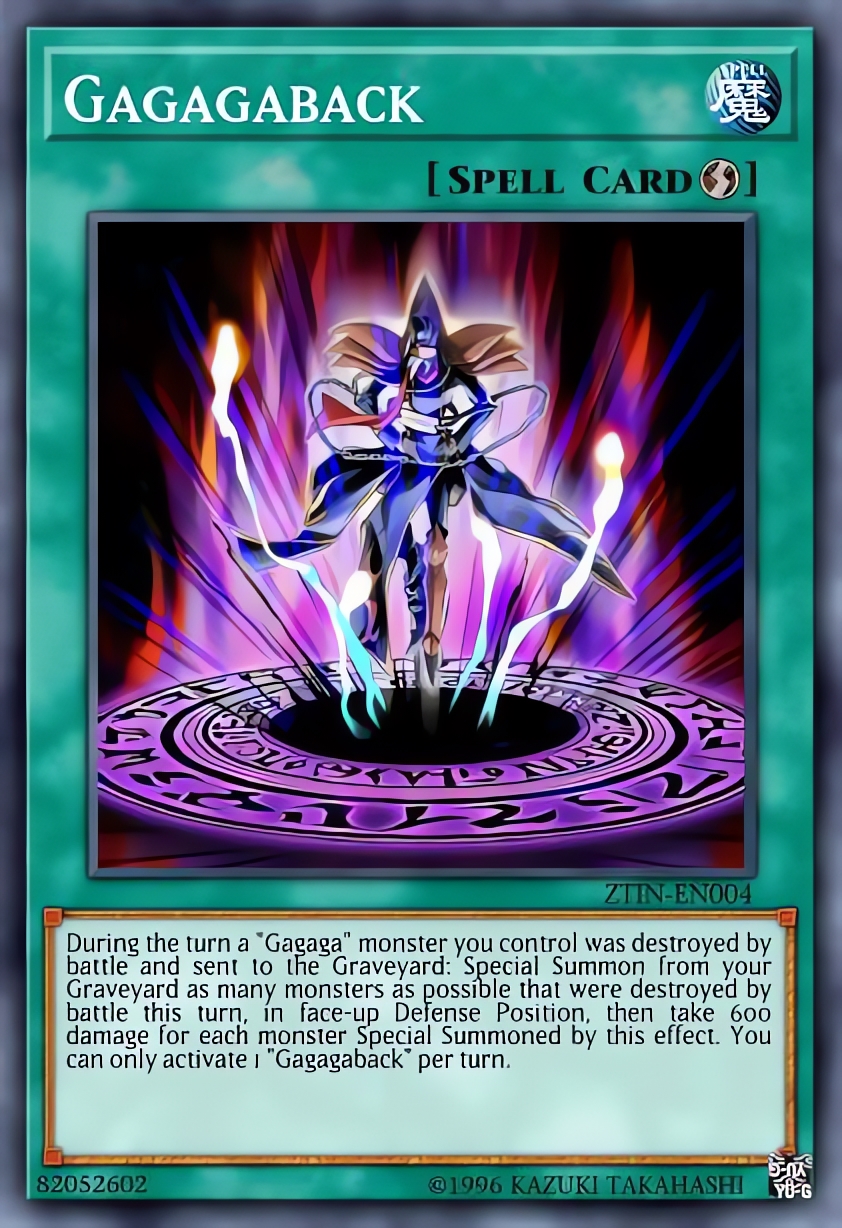 GAGAGABACK
魔
[SPELL CARD]
ZTIN-EN004
During the turn a "Gagaga" monster you control was destroyed by
battle and sent to the Graveyard: Special Summon from your
Graveyard as many monsters as possible that were destroyed by
battle this turn, in face-up Defense Position, then take 600
damage for each monster Special Summoned by this effect. You
can only activate 1 "Gagagaback" per turn.
82052602 ©1996 KAZUKI TAKAHASHI